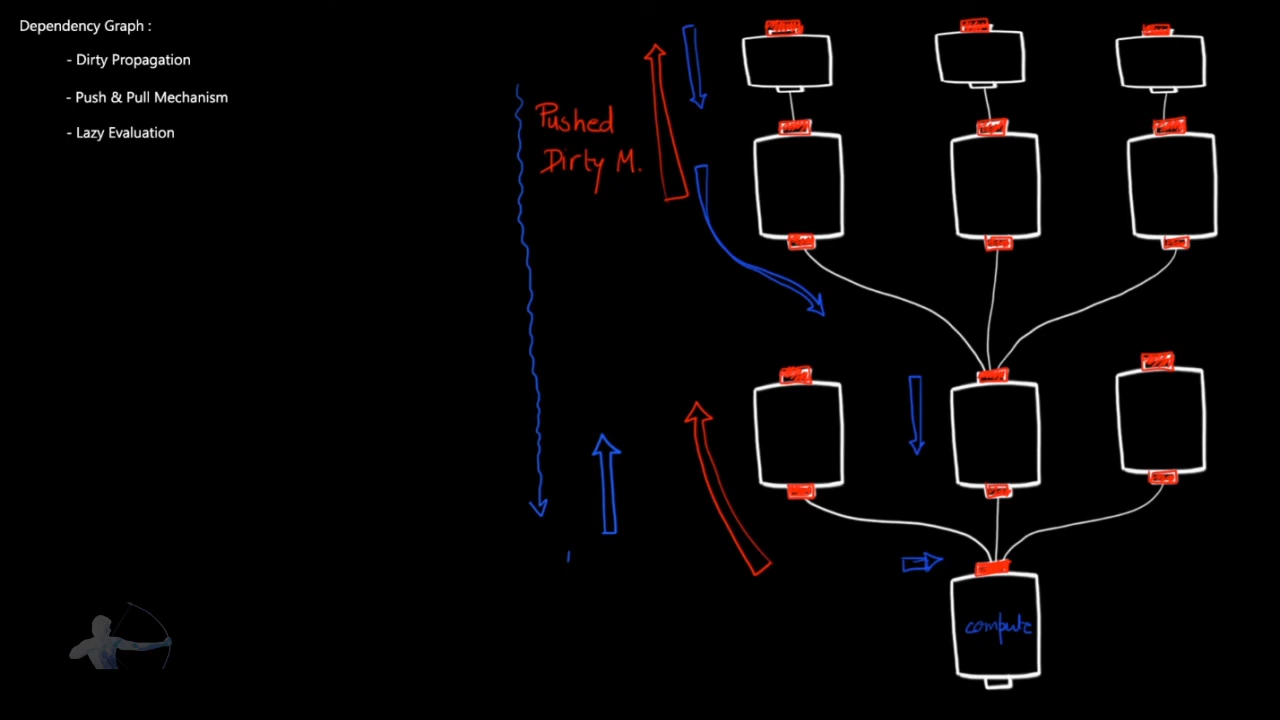 Dependency Graph :
- Dirty Propagation
- Push & Pull Mechanism
- Lazy Evaluation
Pushed
Dirty M.
compute